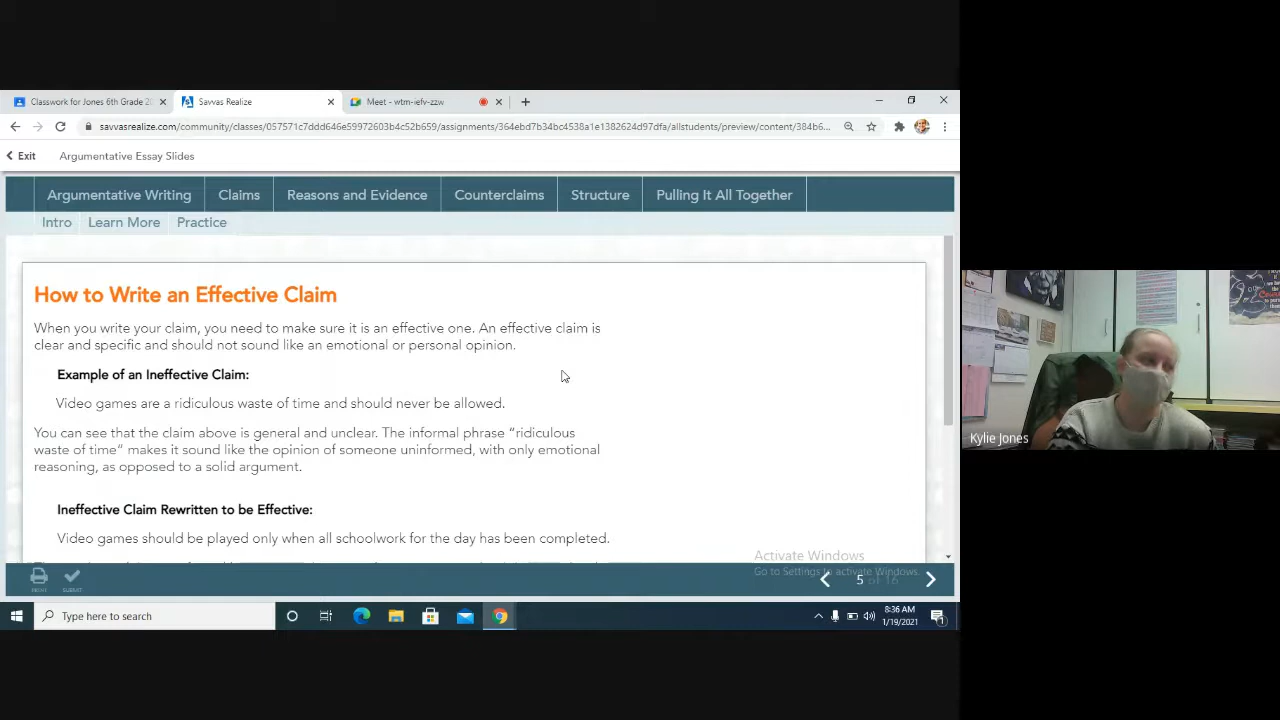 Classwork for Jones 6th Grade 2
Savvas Realize
Meet - wtm-iefv-zzw
savvasrealize.com/community/classes/057571c7ddd646e59972603b4c52b659/assignments/364ebd7b34bc4538a1e1382624d97dfa/allstudents/preview/content/384b6...
Exit
Argumentative Essay Slides
Argumentative Writing
Claims
Reasons and Evidence
Counterclaims
Structure
Pulling It All Together
Intro
Learn More
Practice
How to Write an Effective Claim
When you write your claim, you need to make sure it is an effective one. An effective claim is
clear and specific and should not sound like an emotional or personal opinion.
Example of an Ineffective Claim:
Video games are a ridiculous waste of time and should never be allowed.
You can see that the claim above is general and unclear. The informal phrase “ridiculous
waste of time” makes it sound like the opinion of someone uninformed, with only emotional
reasoning, as opposed to a solid argument.
Ineffective Claim Rewritten to be Effective:
Video games should be played only when all schoolwork for the day has been completed.
Activate Windows
Go to Settings to activate Windows.
PRINT
SUBMIT
5 of 16
Type here to search
8:36 AM
1/19/2021
Kylie Jones